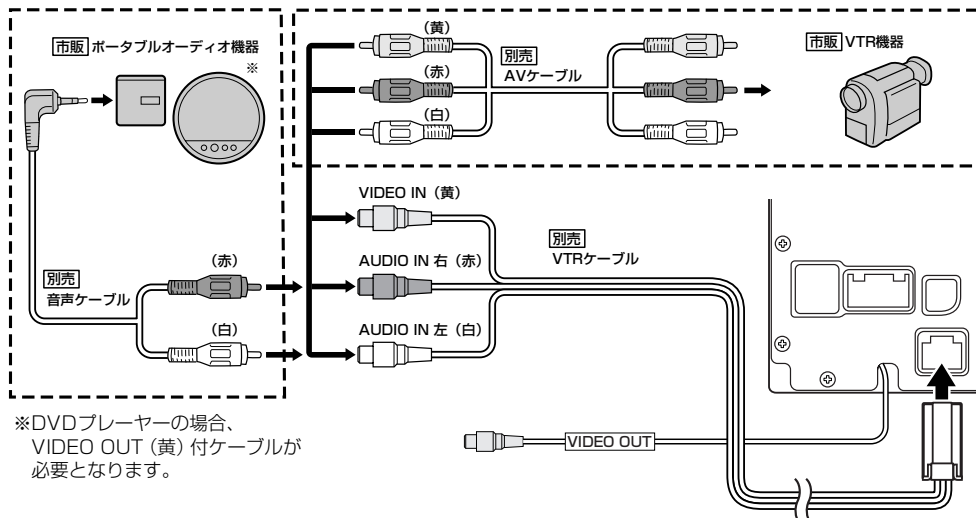 市販 ポータブルオーディオ機器
※
別売
音声ケーブル
(赤)
(白)
※DVDプレーヤーの場合、
VIDEO OUT (黄) 付ケーブルが
必要となります。
(黄)
(赤)
(白)
別売
AVケーブル
市販 VTR機器
VIDEO IN (黄)
AUDIO IN 右 (赤)
AUDIO IN 左 (白)
別売
VTRケーブル
VIDEO OUT